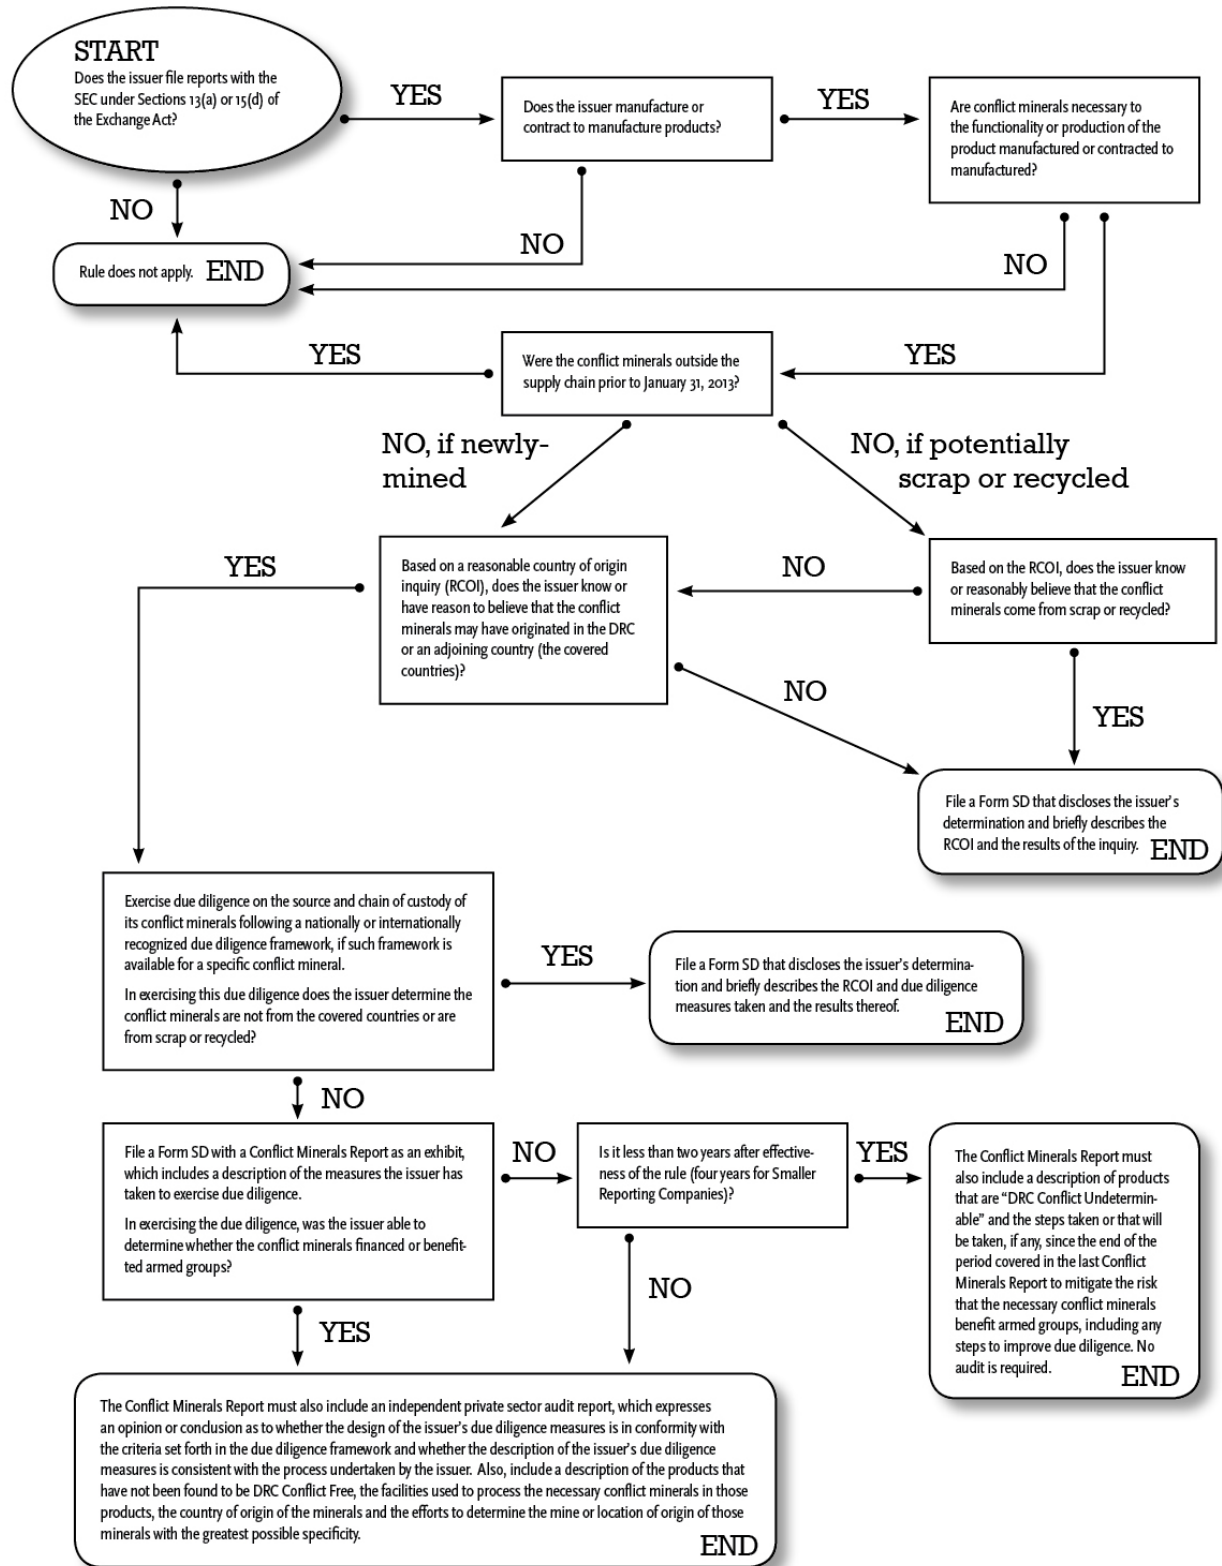 START
Does the issuer file reports with the
SEC under Sections 13(a) or 15(d) of
the Exchange Act?
YES
Does the issuer manufacture or
contract to manufacture products?
YES
Are conflict minerals necessary to
the functionality or production of the
product manufactured or contracted to
manufactured?
NO
NO
NO
Rule does not apply. END
YES
Were the conflict minerals outside the
supply chain prior to January 31, 2013?
YES
NO, if newly-
mined
NO, if potentially
scrap or recycled
YES
Based on a reasonable country of origin
inquiry (RCOI), does the issuer know or
have reason to believe that the conflict
minerals may have originated in the DRC
or an adjoining country (the covered
countries)?
NO
Based on the RCOI, does the issuer know
or reasonably believe that the conflict
minerals come from scrap or recycled?
NO
YES
File a Form SD that discloses the issuer's
determination and briefly describes the
RCOI and the results of the inquiry. END
Exercise due diligence on the source and chain of custody of
its conflict minerals following a nationally or internationally
recognized due diligence framework, if such framework is
available for a specific conflict mineral.
In exercising this due diligence does the issuer determine the
conflict minerals are not from the covered countries or are
from scrap or recycled?
YES
File a Form SD that discloses the issuer's determina-
tion and briefly describes the RCOI and due diligence
measures taken and the results thereof.
END
NO
File a Form SD with a Conflict Minerals Report as an exhibit,
which includes a description of the measures the issuer has
taken to exercise due diligence.
In exercising the due diligence, was the issuer able to
determine whether the conflict minerals financed or benefit-
ted armed groups?
NO
Is it less than two years after effective-
ness of the rule (four years for Smaller
Reporting Companies)?
YES
The Conflict Minerals Report must
also include a description of products
that are "DRC Conflict Undetermin-
able" and the steps taken or that will
be taken, if any, since the end of the
period covered in the last Conflict
Minerals Report to mitigate the risk
that the necessary conflict minerals
benefit armed groups, including any
steps to improve due diligence. No
audit is required.
END
YES
NO
The Conflict Minerals Report must also include an independent private sector audit report, which expresses
an opinion or conclusion as to whether the design of the issuer's due diligence measures is in conformity with
the criteria set forth in the due diligence framework and whether the description of the issuer's due diligence
measures is consistent with the process undertaken by the issuer. Also, include a description of the products that
have not been found to be DRC Conflict Free, the facilities used to process the necessary conflict minerals in those
products, the country of origin of the minerals and the efforts to determine the mine or location of origin of those
minerals with the greatest possible specificity.
END